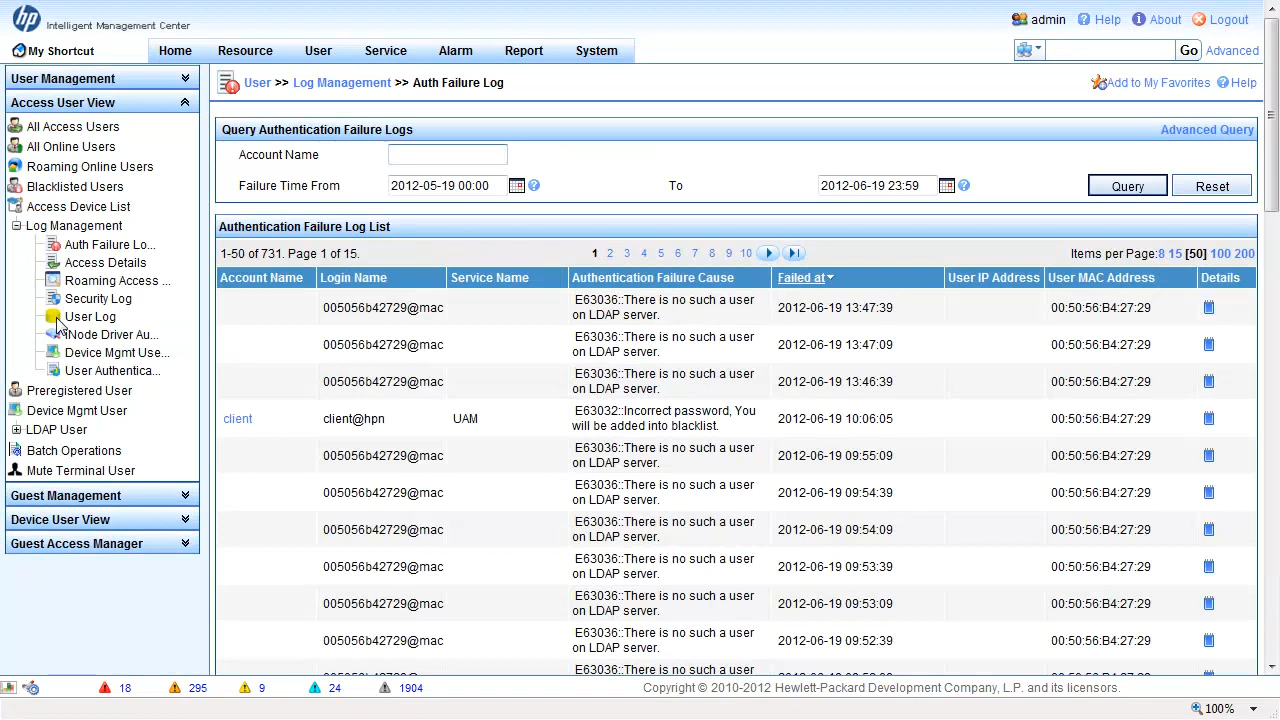 hp Intelligent Management Center
admin Help About Logout
My Shortcut Home Resource User Service Alarm Report System Go Advanced
User Management
Access User View
All Access Users
All Online Users
Roaming Online Users
Blacklisted Users
Access Device List
Log Management
Auth Failure Lo...
Access Details
Roaming Access ...
Security Log
User Log
iNode Driver Au...
Device Mgmt Use...
User Authentica...
Preregistered User
Device Mgmt User
LDAP User
Batch Operations
Mute Terminal User
Guest Management
Device User View
Guest Access Manager
User >> Log Management >> Auth Failure Log
Add to My Favorites Help
Query Authentication Failure Logs Advanced Query
Account Name
Failure Time From 2012-05-19 00:00 To 2012-06-19 23:59 Query Reset
Authentication Failure Log List
1-50 of 731. Page 1 of 15. 1 2 3 4 5 6 7 8 9 10 Items per Page:8 15 [50] 100 200
Account Name Login Name Service Name Authentication Failure Cause Failed at User IP Address User MAC Address Details
005056b42729@mac E63036::There is no such a user on LDAP server. 2012-06-19 13:47:39 00:50:56:B4:27:29
005056b42729@mac E63036::There is no such a user on LDAP server. 2012-06-19 13:47:09 00:50:56:B4:27:29
005056b42729@mac E63036::There is no such a user on LDAP server. 2012-06-19 13:46:39 00:50:56:B4:27:29
client client@hpn UAM E63032::Incorrect password, You will be added into blacklist. 2012-06-19 10:06:05 00:50:56:B4:27:29
005056b42729@mac E63036::There is no such a user on LDAP server. 2012-06-19 09:55:09 00:50:56:B4:27:29
005056b42729@mac E63036::There is no such a user on LDAP server. 2012-06-19 09:54:39 00:50:56:B4:27:29
005056b42729@mac E63036::There is no such a user on LDAP server. 2012-06-19 09:54:09 00:50:56:B4:27:29
005056b42729@mac E63036::There is no such a user on LDAP server. 2012-06-19 09:53:39 00:50:56:B4:27:29
005056b42729@mac E63036::There is no such a user on LDAP server. 2012-06-19 09:53:09 00:50:56:B4:27:29
005056b42729@mac E63036::There is no such a user on LDAP server. 2012-06-19 09:52:39 00:50:56:B4:27:29
E63036::There is no such a user
18 295 9 24 1904 Copyright © 2010-2012 Hewlett-Packard Development Company, L.P. and its licensors.
100%